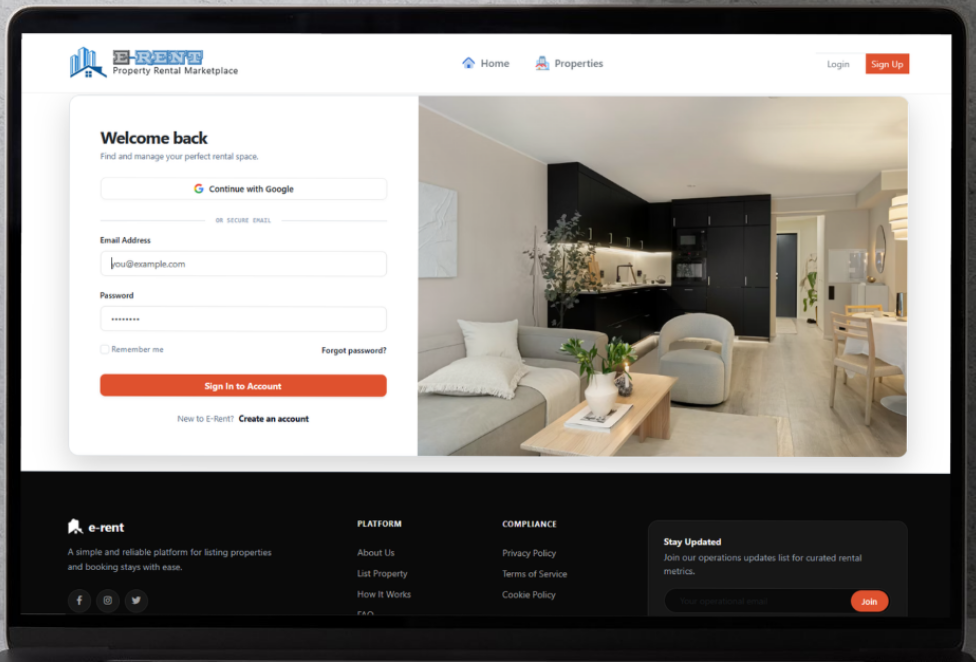 E-RENT
Property Rental Marketplace
Home
Properties
Login
Sign Up
Welcome back
Find and manage your perfect rental space.
Continue with Google
OR SECURE EMAIL
Email Address
you@example.com
Password
Remember me
Forgot password?
Sign In to Account
New to E-Rent? Create an account
e-rent
A simple and reliable platform for listing properties
and booking stays with ease.
PLATFORM
About Us
List Property
How It Works
FAQ
COMPLIANCE
Privacy Policy
Terms of Service
Cookie Policy
Stay Updated
Join our operations updates list for curated rental
metrics.
Your operational email
Join